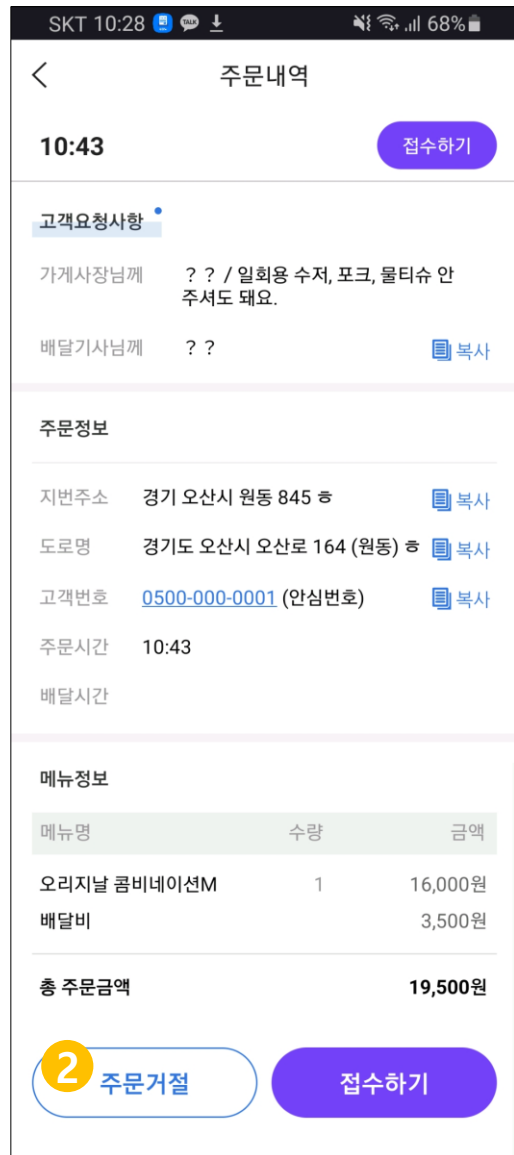 SKT 10:28 TALK 68%
주문내역
10:43 접수하기
고객요청사항
가게사장님께 ? ? / 일회용 수저, 포크, 물티슈 안
주셔도 돼요.
배달기사님께 ? ? 복사
주문정보
지번주소 경기 오산시 원동 845 ㅎ 복사
도로명 경기도 오산시 오산로 164 (원동) ㅎ 복사
고객번호 0500-000-0001 (안심번호) 복사
주문시간 10:43
배달시간
메뉴정보
메뉴명 수량 금액
오리지날 콤비네이션M 1 16,000원
배달비 3,500원
총 주문금액 19,500원
2 주문거절 접수하기